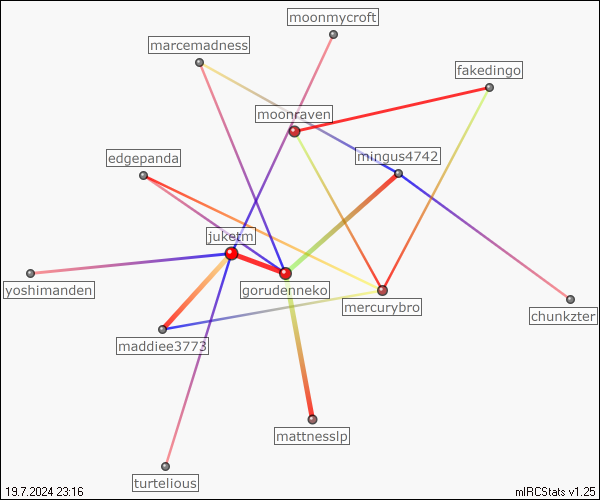 moonmycroft
marcemadness
fakedingo
moonraven
mingus4742
edgepanda
juketm
yoshimanden
gorudenneko
mercurybro
chunkzter
maddiee3773
mattnesslp
turtelious
19.7.2024 23:16
mIRCStats v1.25